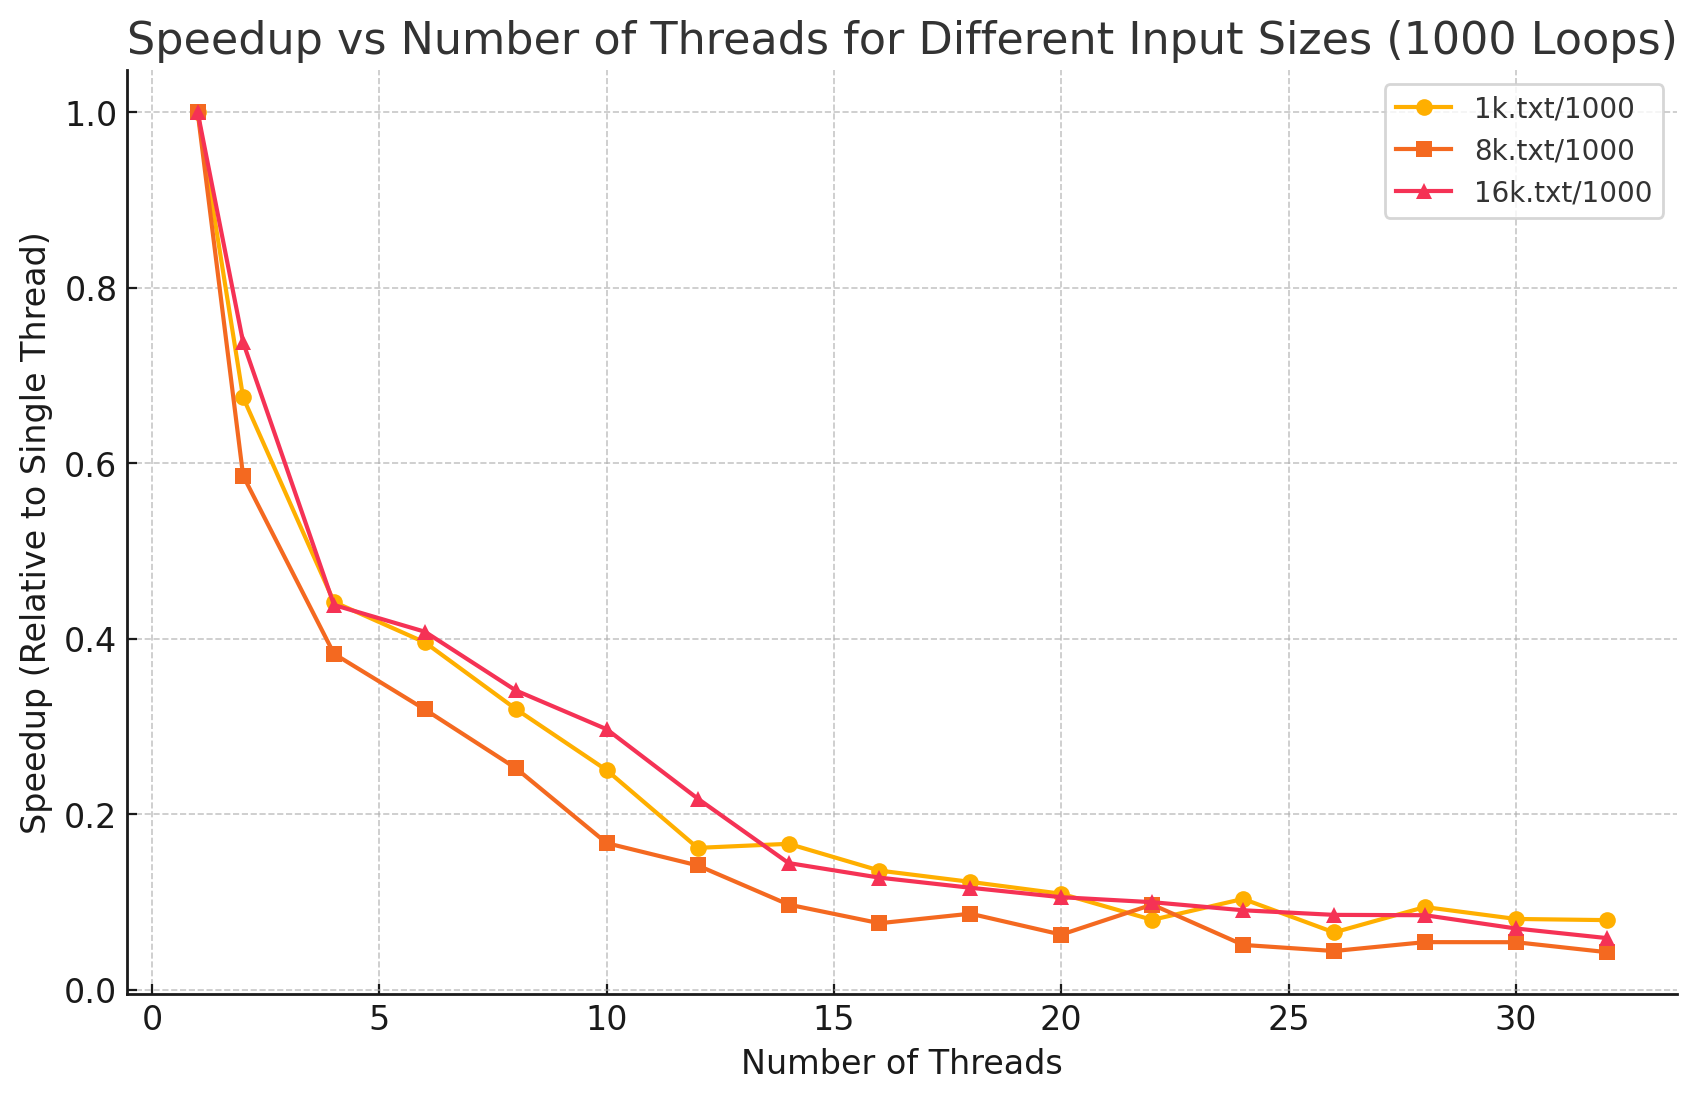 Speedup vs Number of Threads for Different Input Sizes (1000 Loops)
1k.txt/1000
8k.txt/1000
16k.txt/1000
Speedup (Relative to Single Thread)
1.0
0.8
0.6
0.4
0.2
0.0
0 5 10 15 20 25 30
Number of Threads